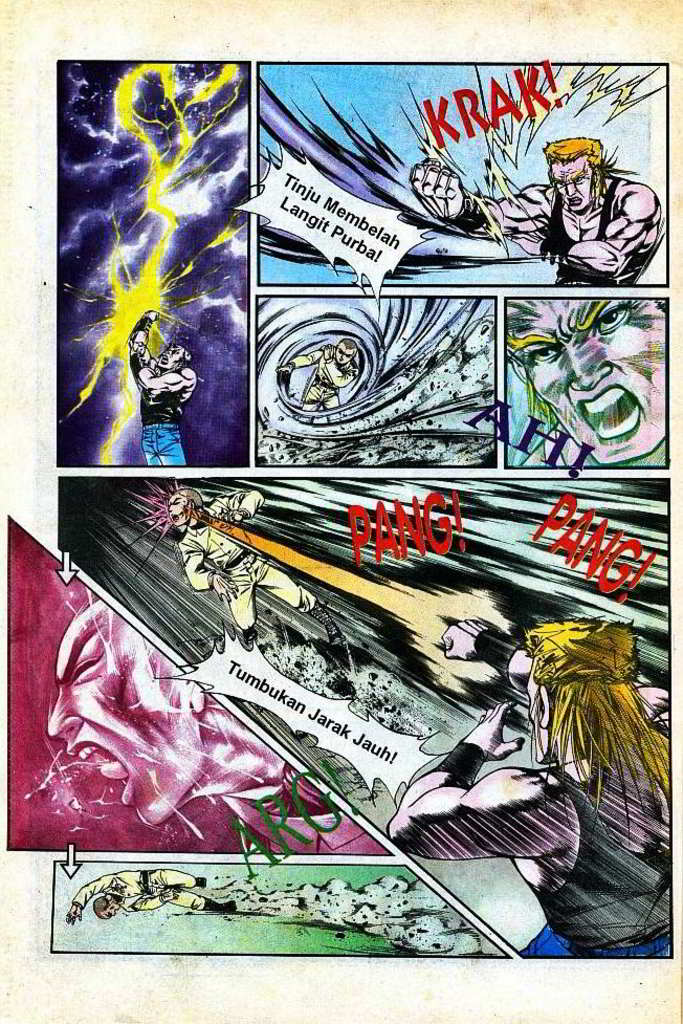 KRAK!
Tinju Membelah
Langit Purba!
AH!
PANG!
PANG!
Tumbukan Jarak Jauh!
ARG!